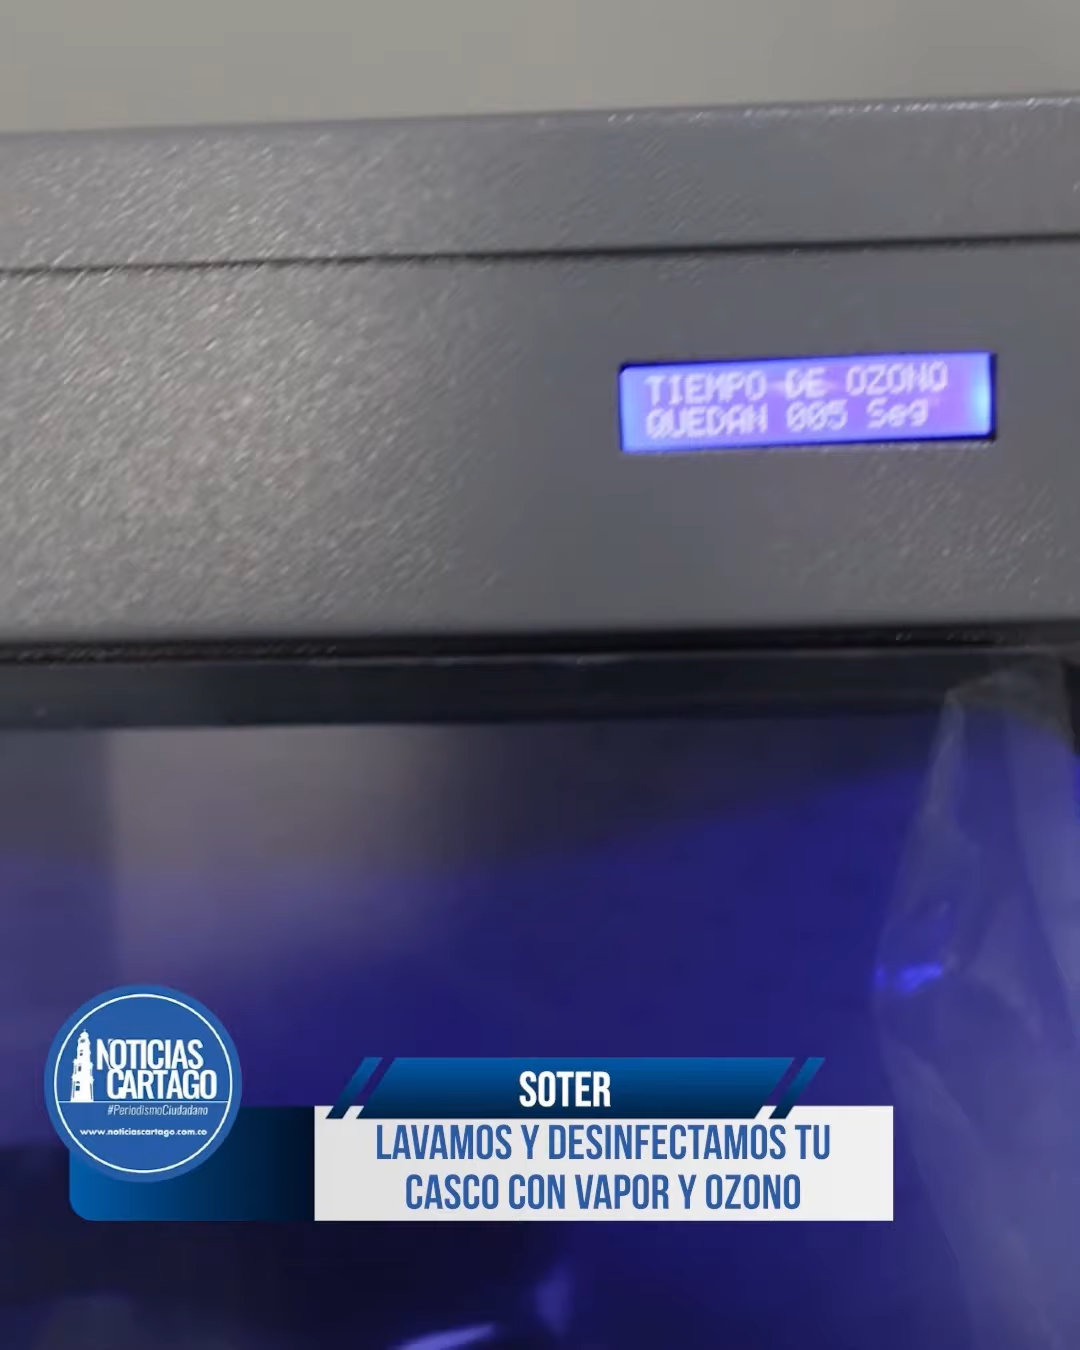 TIEMPO DE OZONO
QUEDAN 005 Seg
NOTICIAS
CARTAGO
#PeriodismoCiudadano
www.noticiascartago.com.co
SOTER
LAVAMOS Y DESINFECTAMOS TU
CASCO CON VAPOR Y OZONO